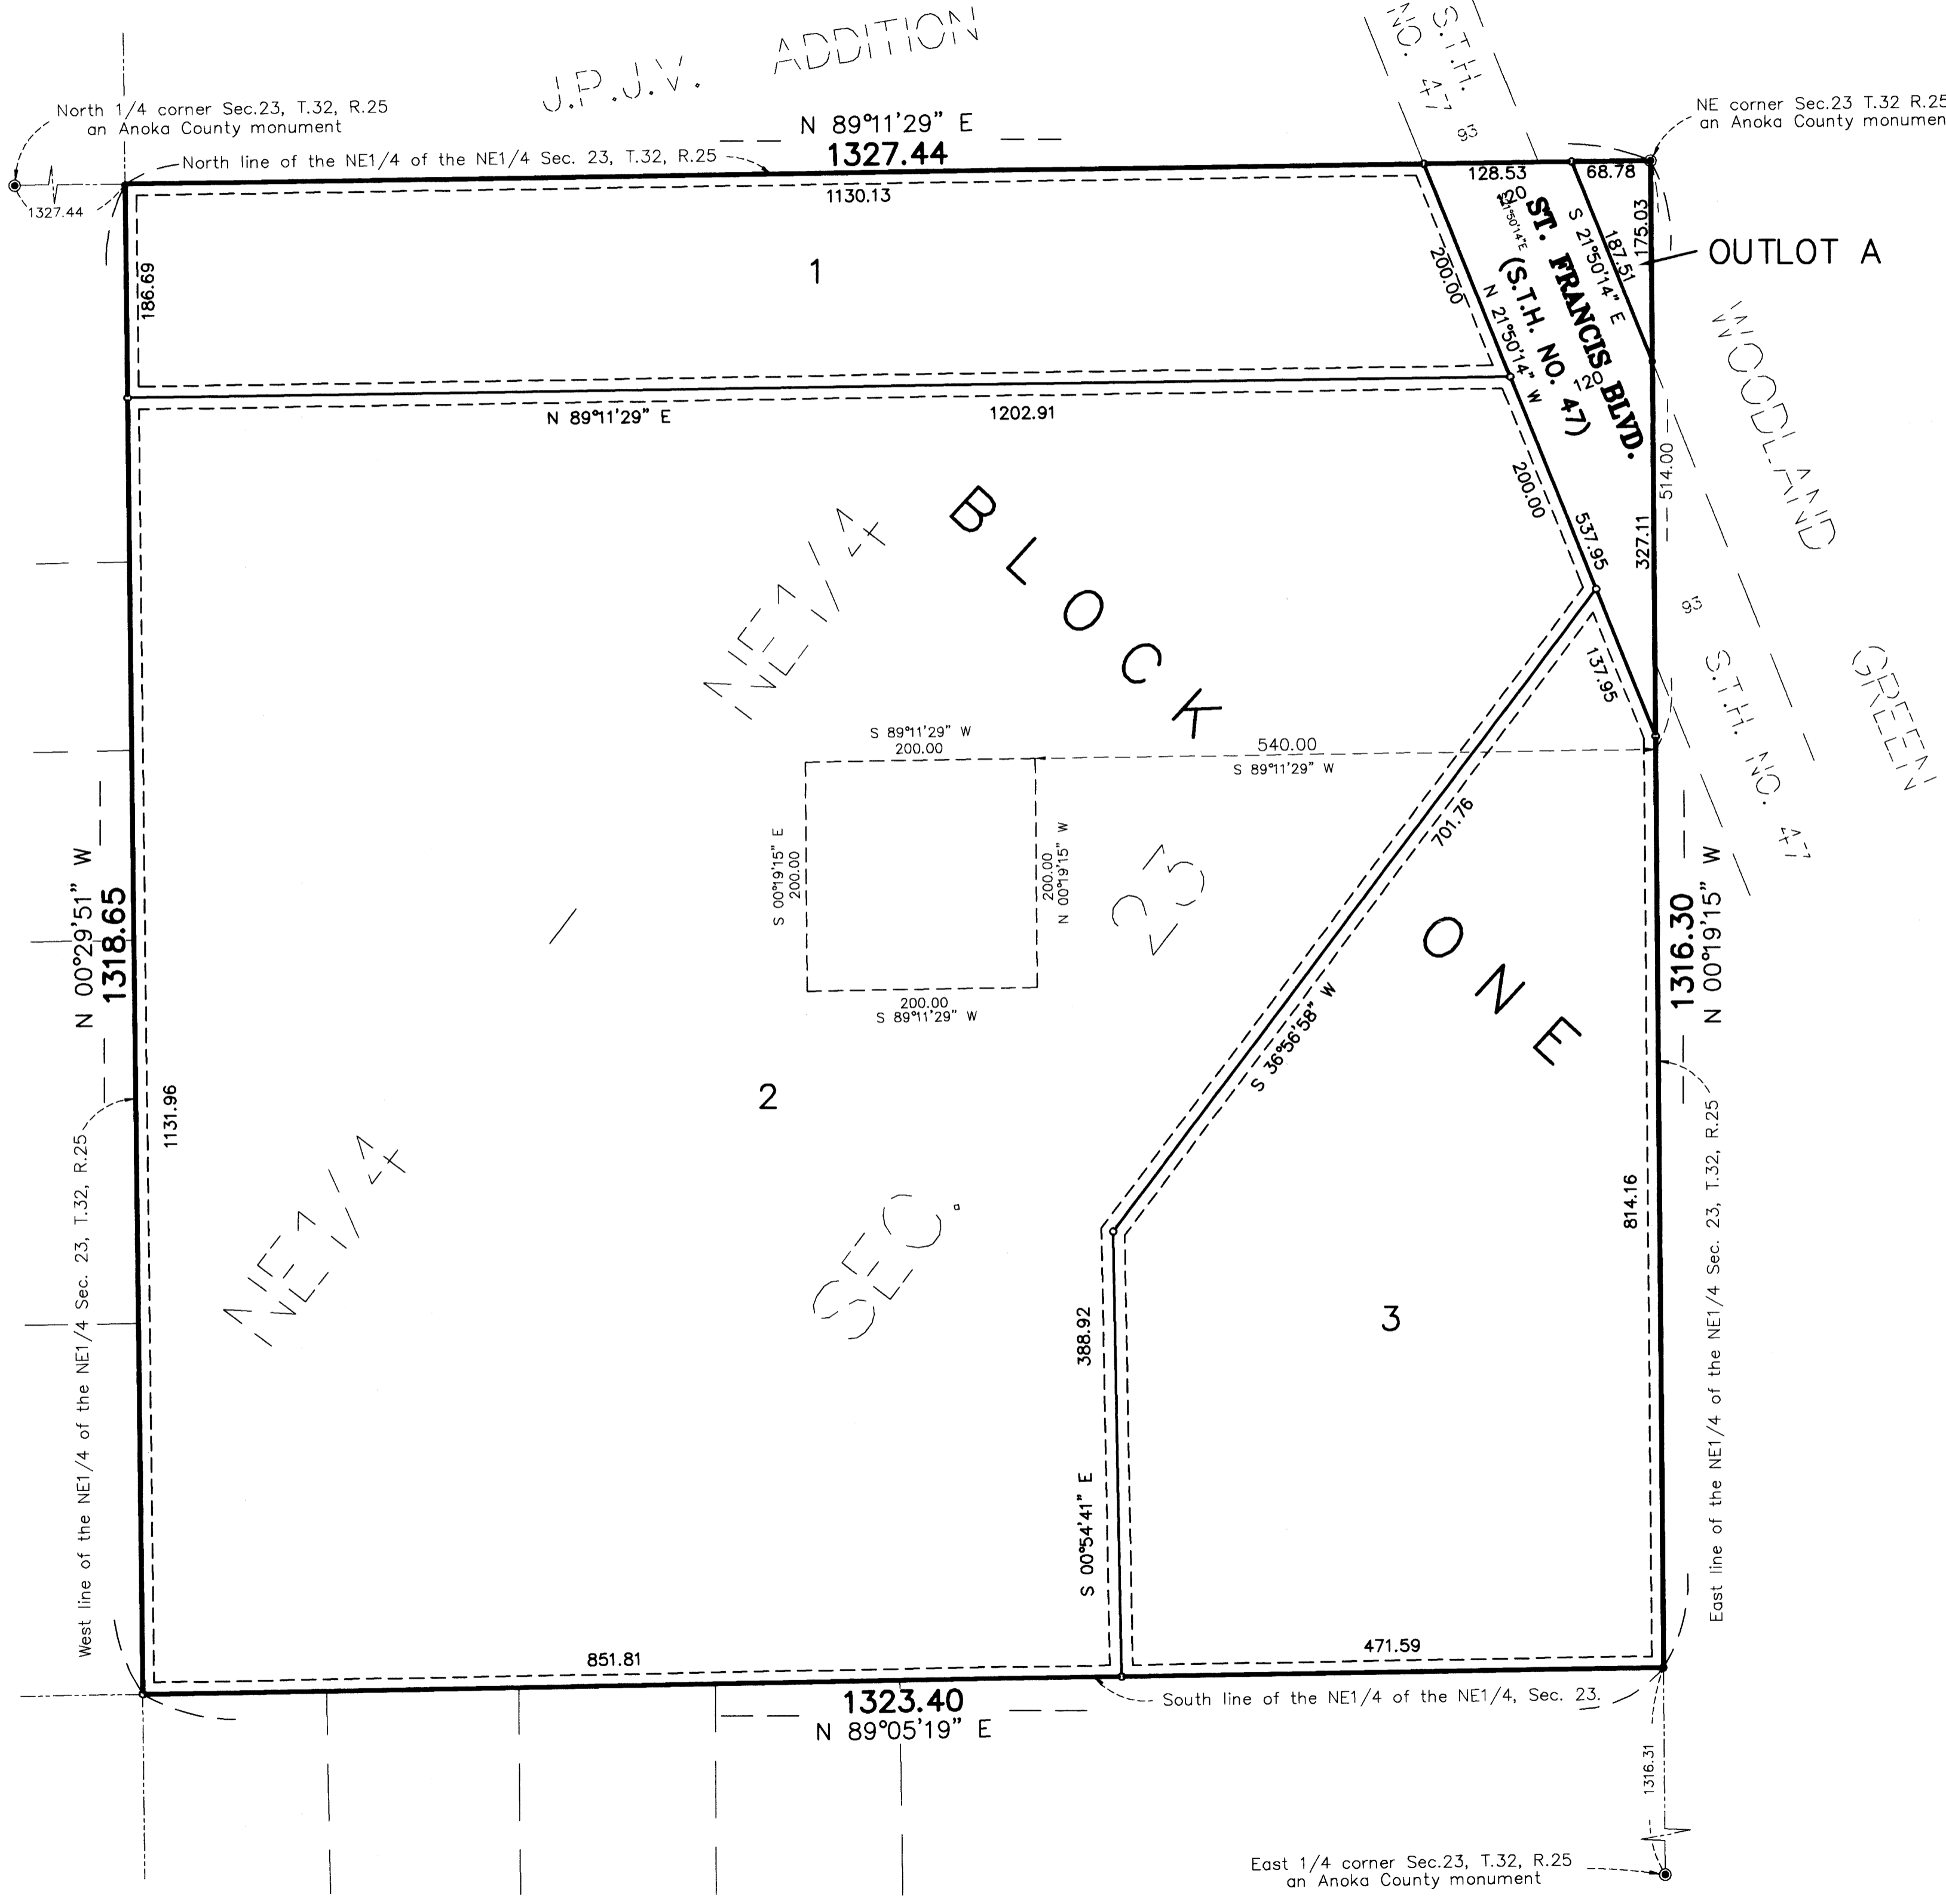 J.P.J.V. ADDITION
S.T.H.
NO. 47
93
North 1/4 corner Sec.23, T.32, R.25
an Anoka County monument
1327.44
North line of the NE1/4 of the NE1/4 Sec. 23, T.32, R.25
N 89°11'29" E
1327.44
1130.13
128.53
68.78
NE corner Sec.23 T.32 R.25
an Anoka County monumen
186.69
1
200.00
N 21°50'14" W
ST. FRANCIS BLVD.
(S.T.H. NO. 47)
120
S 21°50'14" E
187.51
175.03
OUTLOT A
WOODLAND
GREEN
N 89°11'29" E
1202.91
200.00
537.95
327.11
514.00
93
S.T.H. NO. 47
137.95
BLOCK
ONE
NE1/4
NE1/4
SEC.
23
S 89°11'29" W
200.00
540.00
S 89°11'29" W
S 00°19'15" E
200.00
200.00
N 00°19'15" W
200.00
S 89°11'29" W
N 00°29'51" W
1318.65
1316.30
N 00°19'15" W
701.76
S 36°56'58" W
2
1131.96
West line of the NE1/4 of the NE1/4 Sec. 23, T.32, R.25
East line of the NE1/4 of the NE1/4 Sec. 23, T.32, R.25
814.16
388.92
S 00°54'41" E
3
851.81
471.59
1323.40
N 89°05'19" E
South line of the NE1/4 of the NE1/4, Sec. 23.
1316.31
East 1/4 corner Sec.23, T.32, R.25
an Anoka County monument